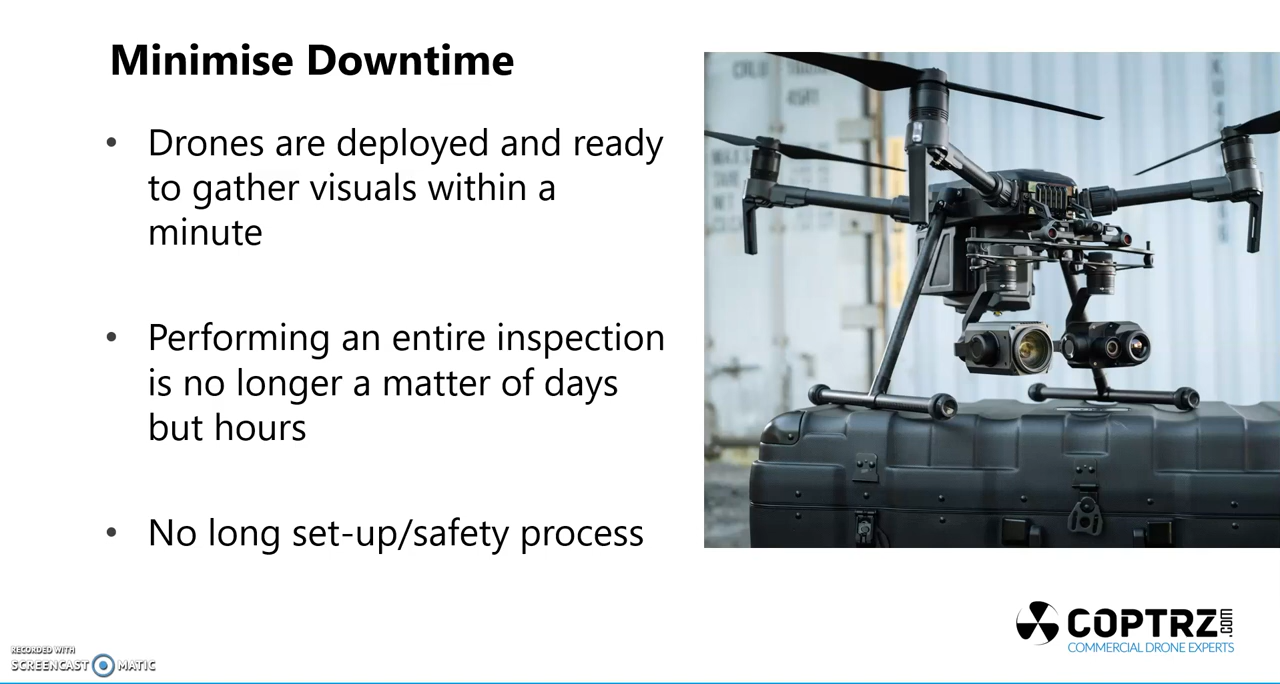 Minimise Downtime
• Drones are deployed and ready
to gather visuals within a
minute
• Performing an entire inspection
is no longer a matter of days
but hours
• No long set-up/safety process
COPTRZ.com
COMMERCIAL DRONE EXPERTS
RECORDED WITH
SCREENCAST MATIC